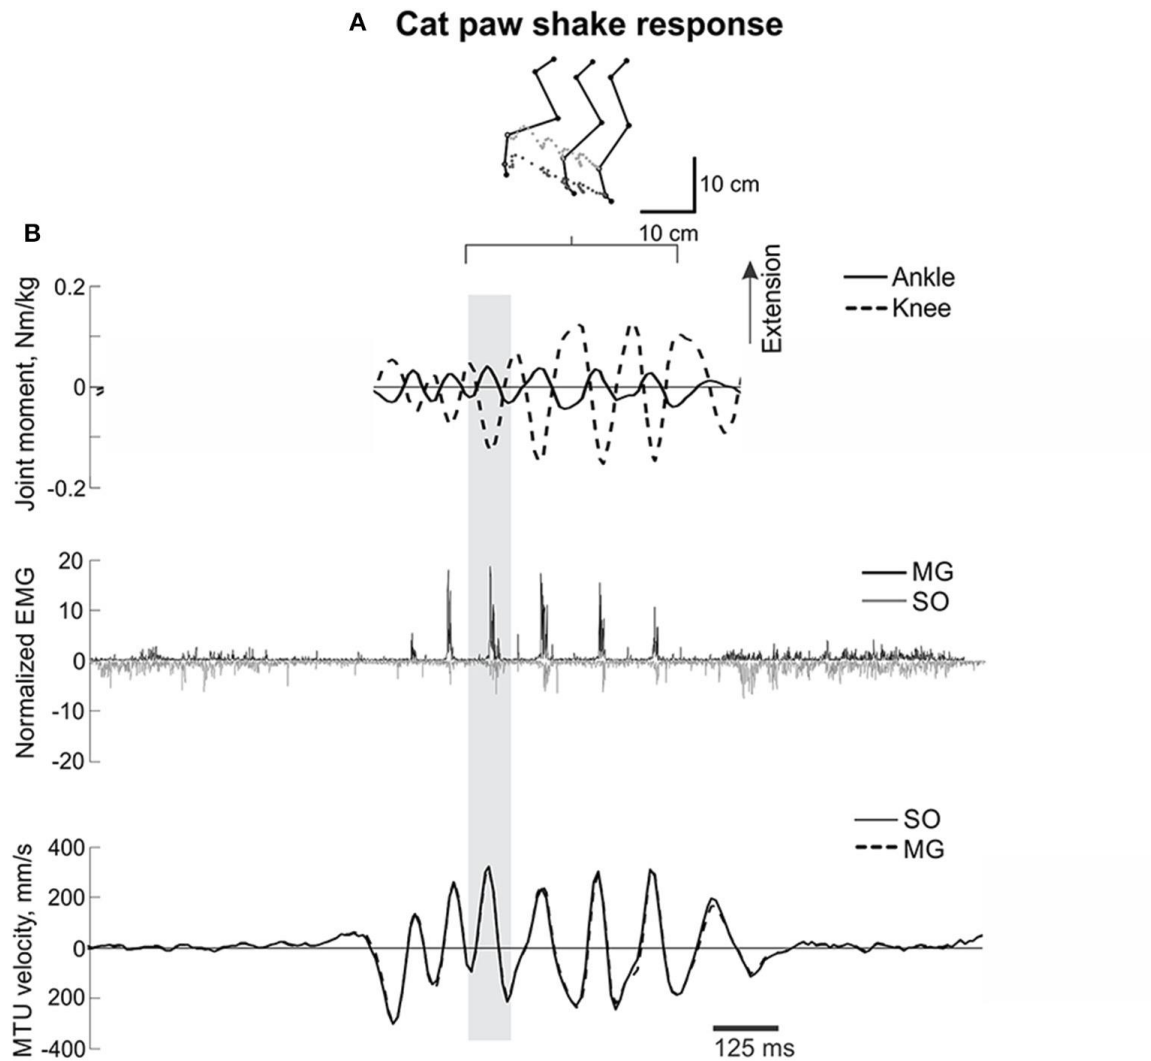 A Cat paw shake response
10 cm
10 cm
B
Extension
Ankle
Knee
Joint moment, Nm/kg
0.2
0
-0.2
MG
SO
Normalized EMG
20
10
0
-10
-20
SO
MG
MTU velocity, mm/s
400
200
0
200
-400
125 ms